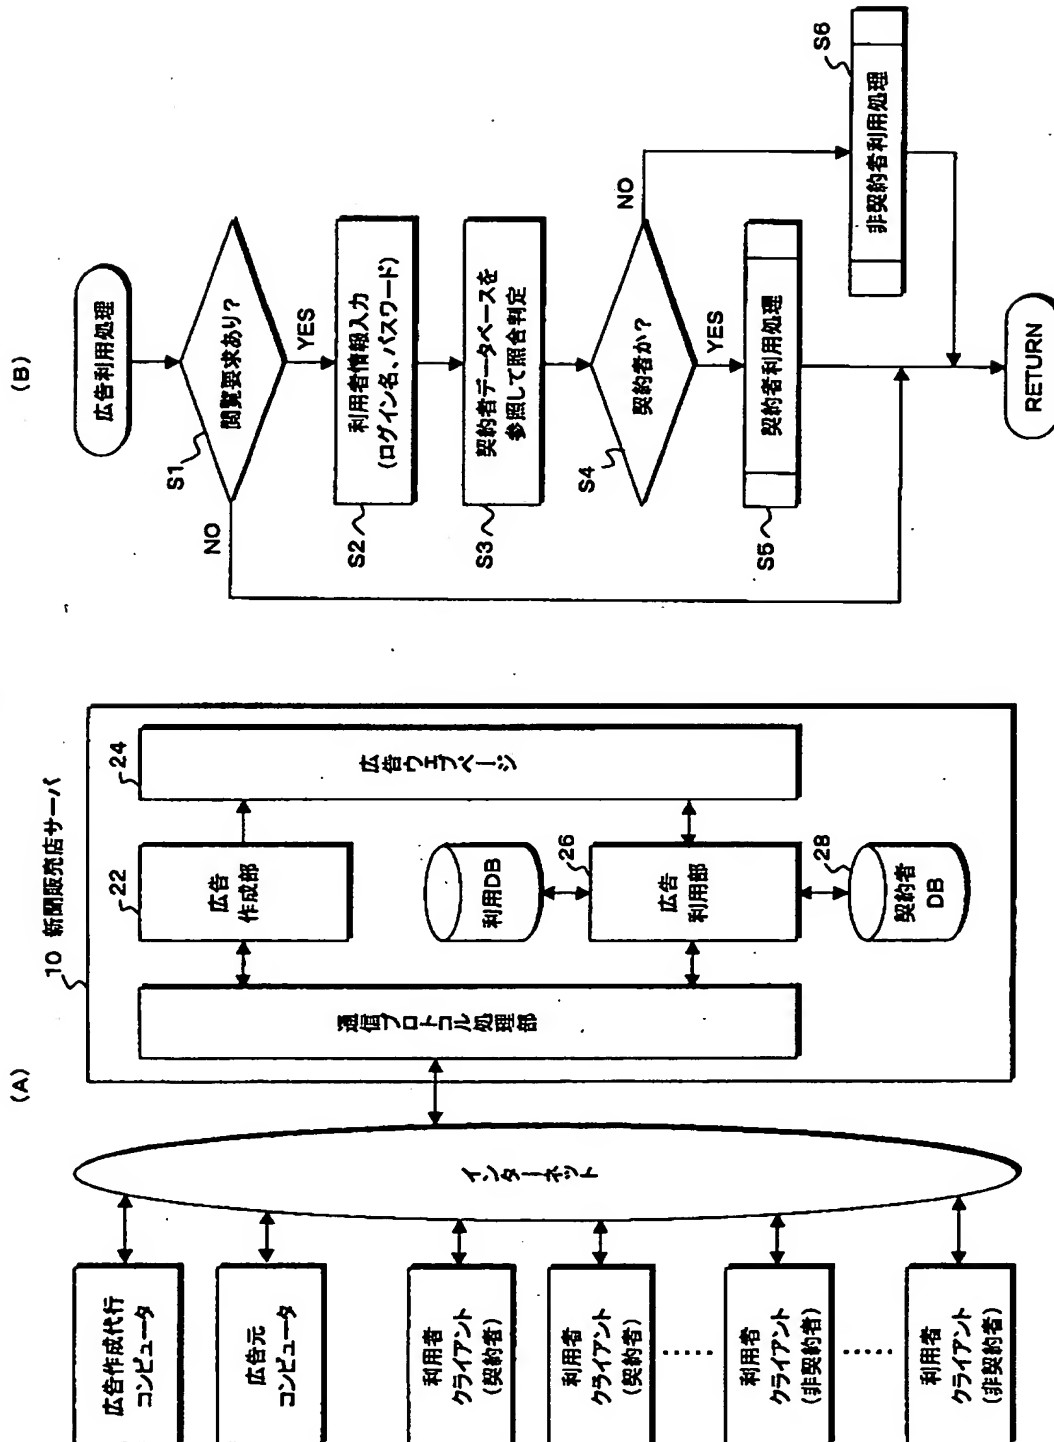 (A)
10 新聞販売店サーバ
広告作成代行
コンピュータ
広告元
コンピュータ
利用者
クライアント
(契約者)
利用者
クライアント
(契約者)
利用者
クライアント
(非契約者)
利用者
クライアント
(非契約者)
インターネット
通信プロトコル処理部
22
広告
作成部
24
広告ウエブページ
利用DB
26
広告
利用部
28
契約者
DB
(B)
広告利用処理
S1
閲覧要求あり?
NO
YES
S2
利用者情報入力
(ログイン名、パスワード)
S3
契約者データベースを
参照して照合判定
S4
契約者か?
NO
YES
S5
契約者利用処理
S6
非契約者利用処理
RETURN